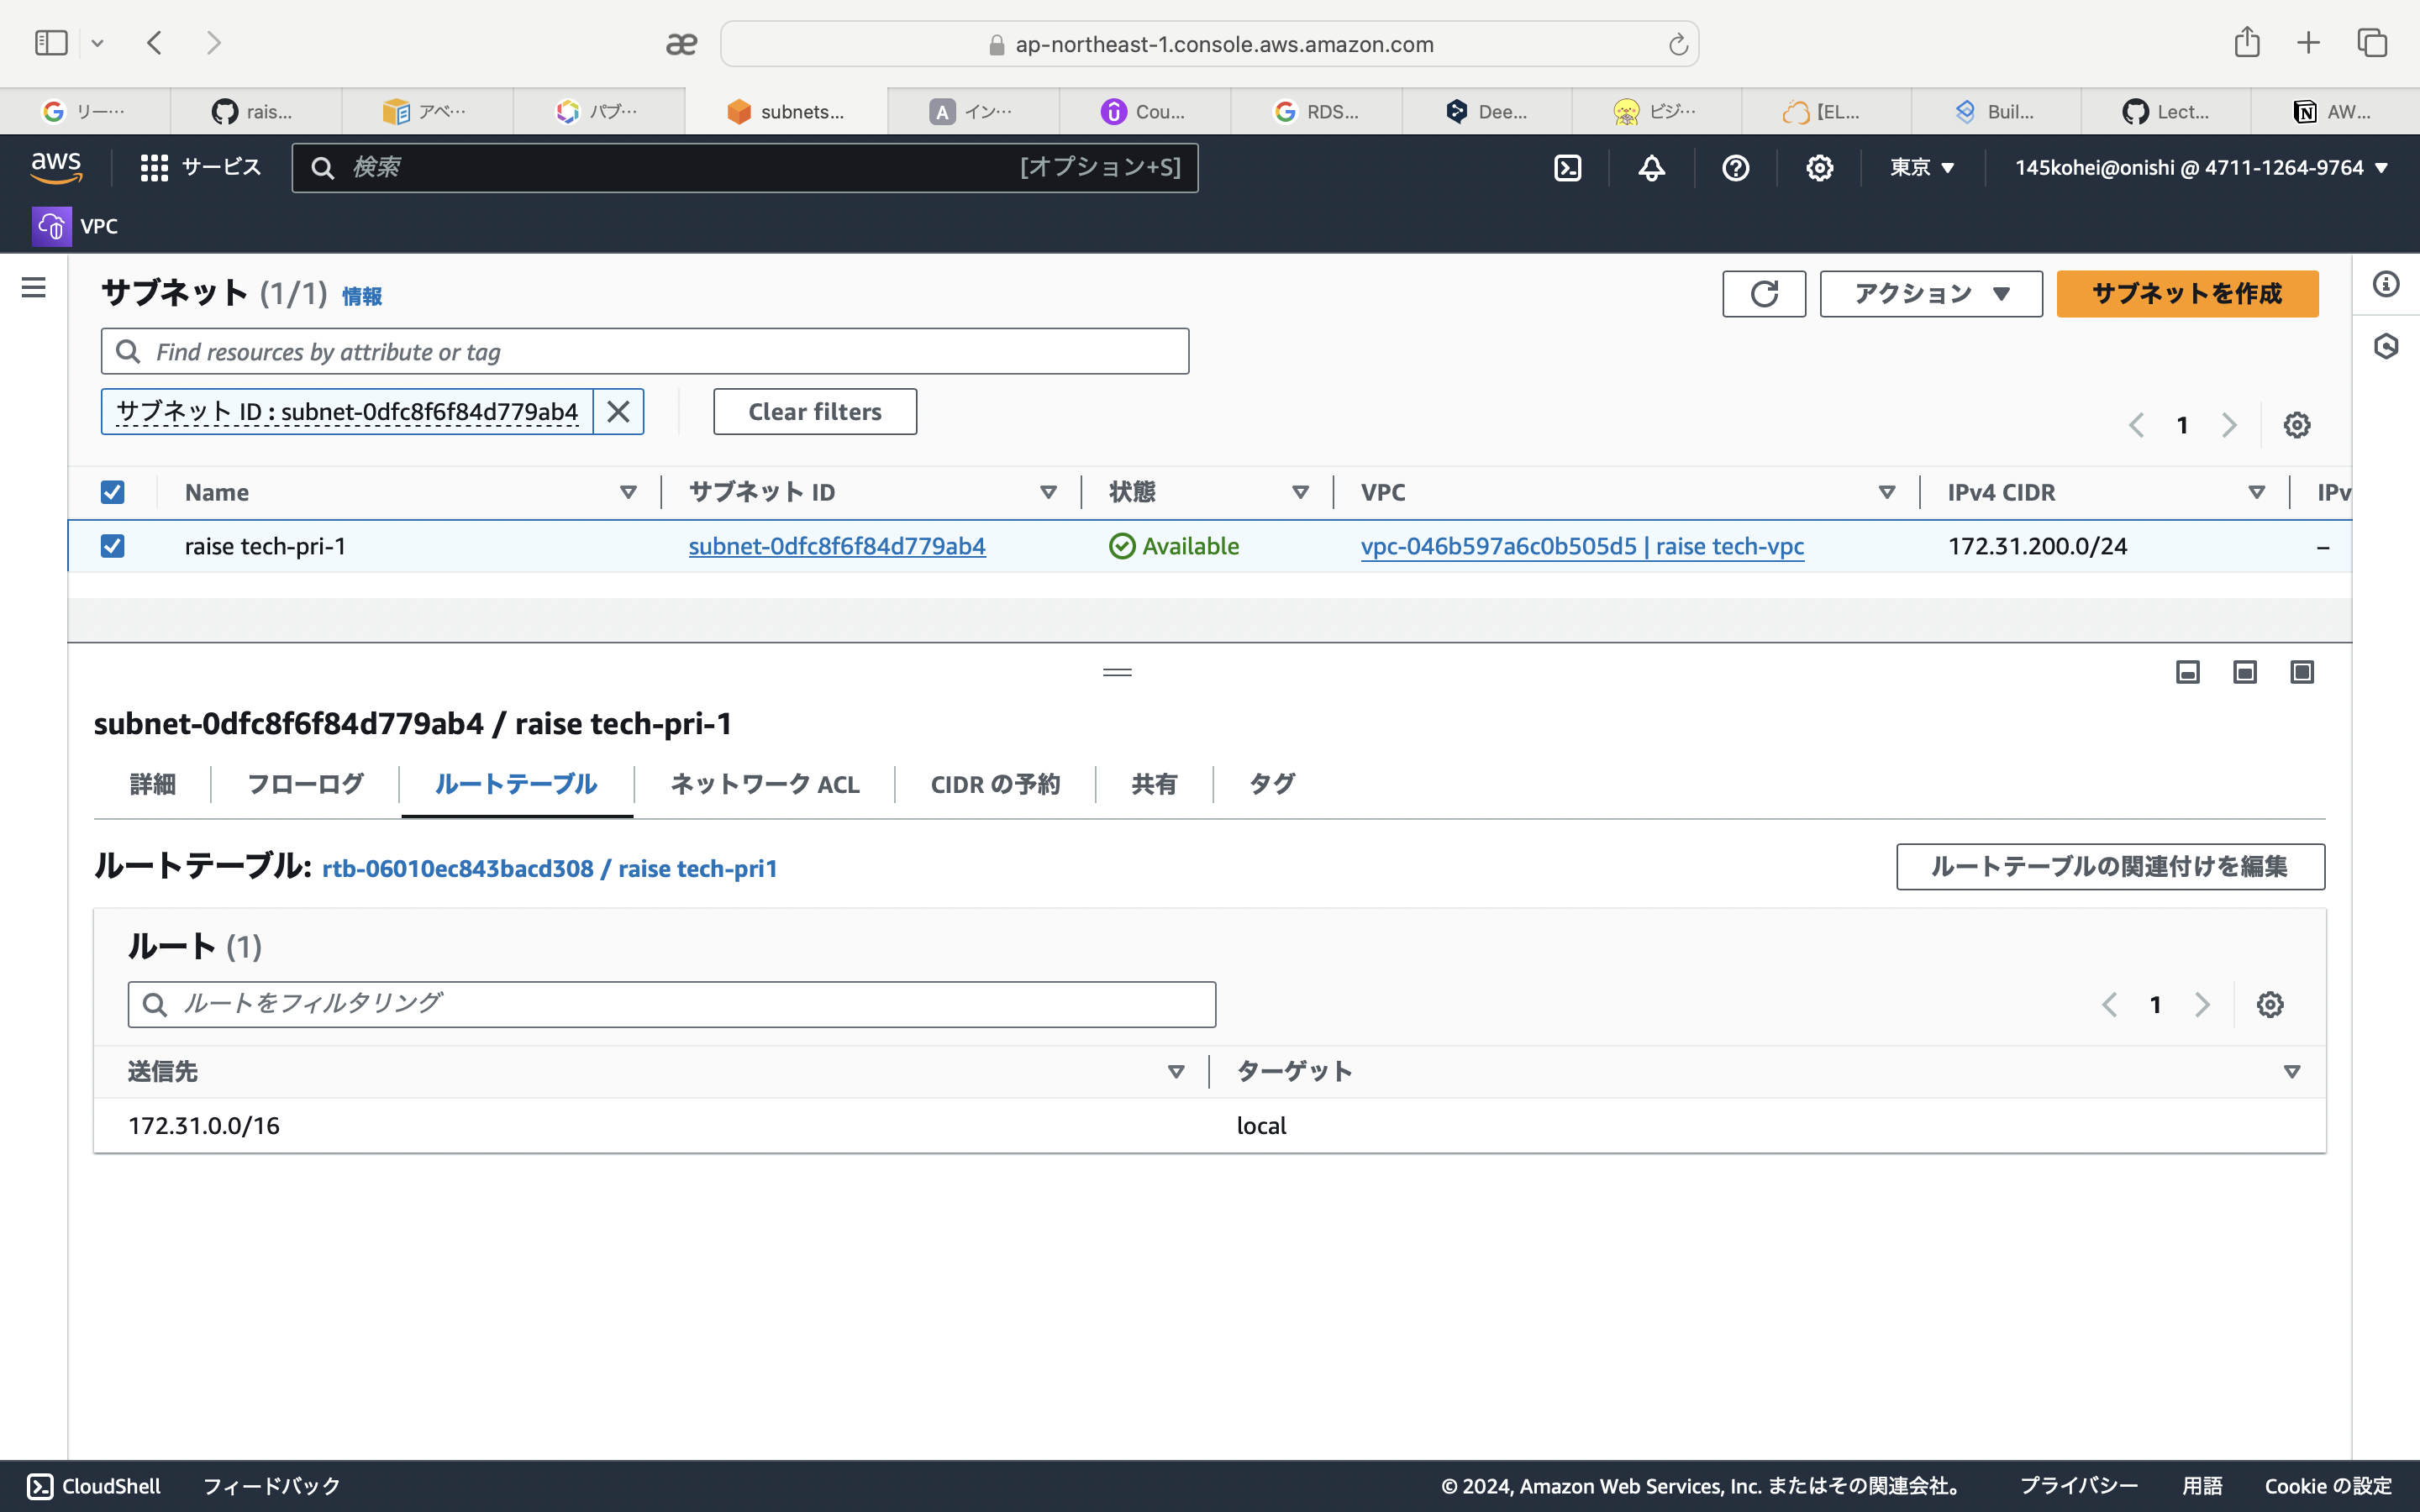 ap-northeast-1.console.aws.amazon.com
リー… rais... アベ… パブ… subnets... イン… Cou... RDS... Dee... ビジ… 【EL... Buil... Lect... AW...
aws サービス 検索 [オプション+S] 東京 145kohei@onishi @ 4711-1264-9764
VPC
サブネット (1/1) 情報 アクション サブネットを作成
Find resources by attribute or tag
サブネット ID : subnet-0dfc8f6f84d779ab4 Clear filters
1
Name サブネット ID 状態 VPC IPv4 CIDR IPv
raise tech-pri-1 subnet-0dfc8f6f84d779ab4 Available vpc-046b597a6c0b505d5 | raise tech-vpc 172.31.200.0/24 –
subnet-0dfc8f6f84d779ab4 / raise tech-pri-1
詳細 フローログ ルートテーブル ネットワーク ACL CIDR の予約 共有 タグ
ルートテーブル: rtb-06010ec843bacd308 / raise tech-pri1 ルートテーブルの関連付けを編集
ルート (1)
ルートをフィルタリング 1
送信先 ターゲット
172.31.0.0/16 local
CloudShell フィードバック © 2024, Amazon Web Services, Inc. またはその関連会社。 プライバシー 用語 Cookie の設定